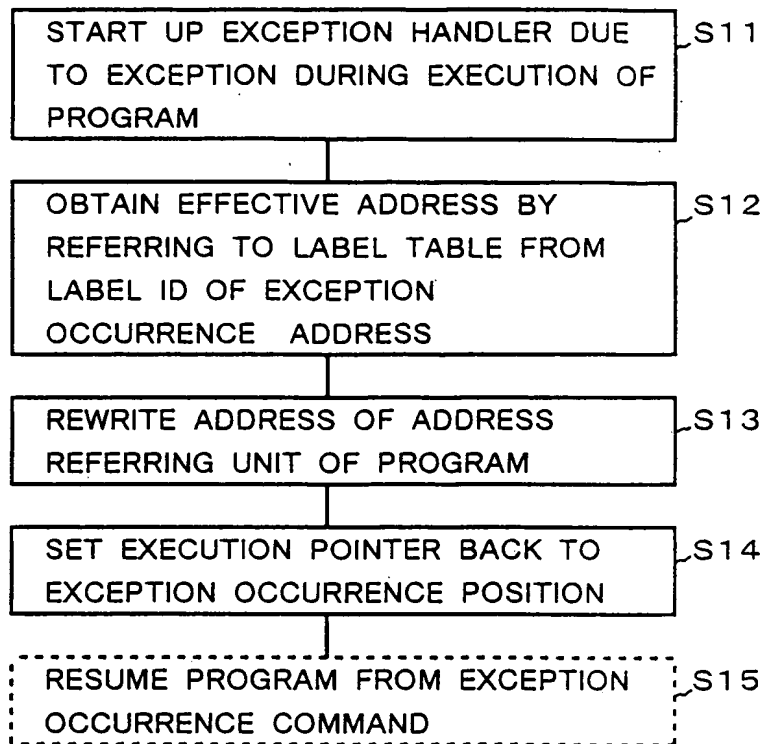 START UP EXCEPTION HANDLER DUE S11
TO EXCEPTION DURING EXECUTION OF
PROGRAM
OBTAIN EFFECTIVE ADDRESS BY S12
REFERRING TO LABEL TABLE FROM
LABEL ID OF EXCEPTION
OCCURRENCE ADDRESS
REWRITE ADDRESS OF ADDRESS S13
REFERRING UNIT OF PROGRAM
SET EXECUTION POINTER BACK TO S14
EXCEPTION OCCURRENCE POSITION
RESUME PROGRAM FROM EXCEPTION S15
OCCURRENCE COMMAND